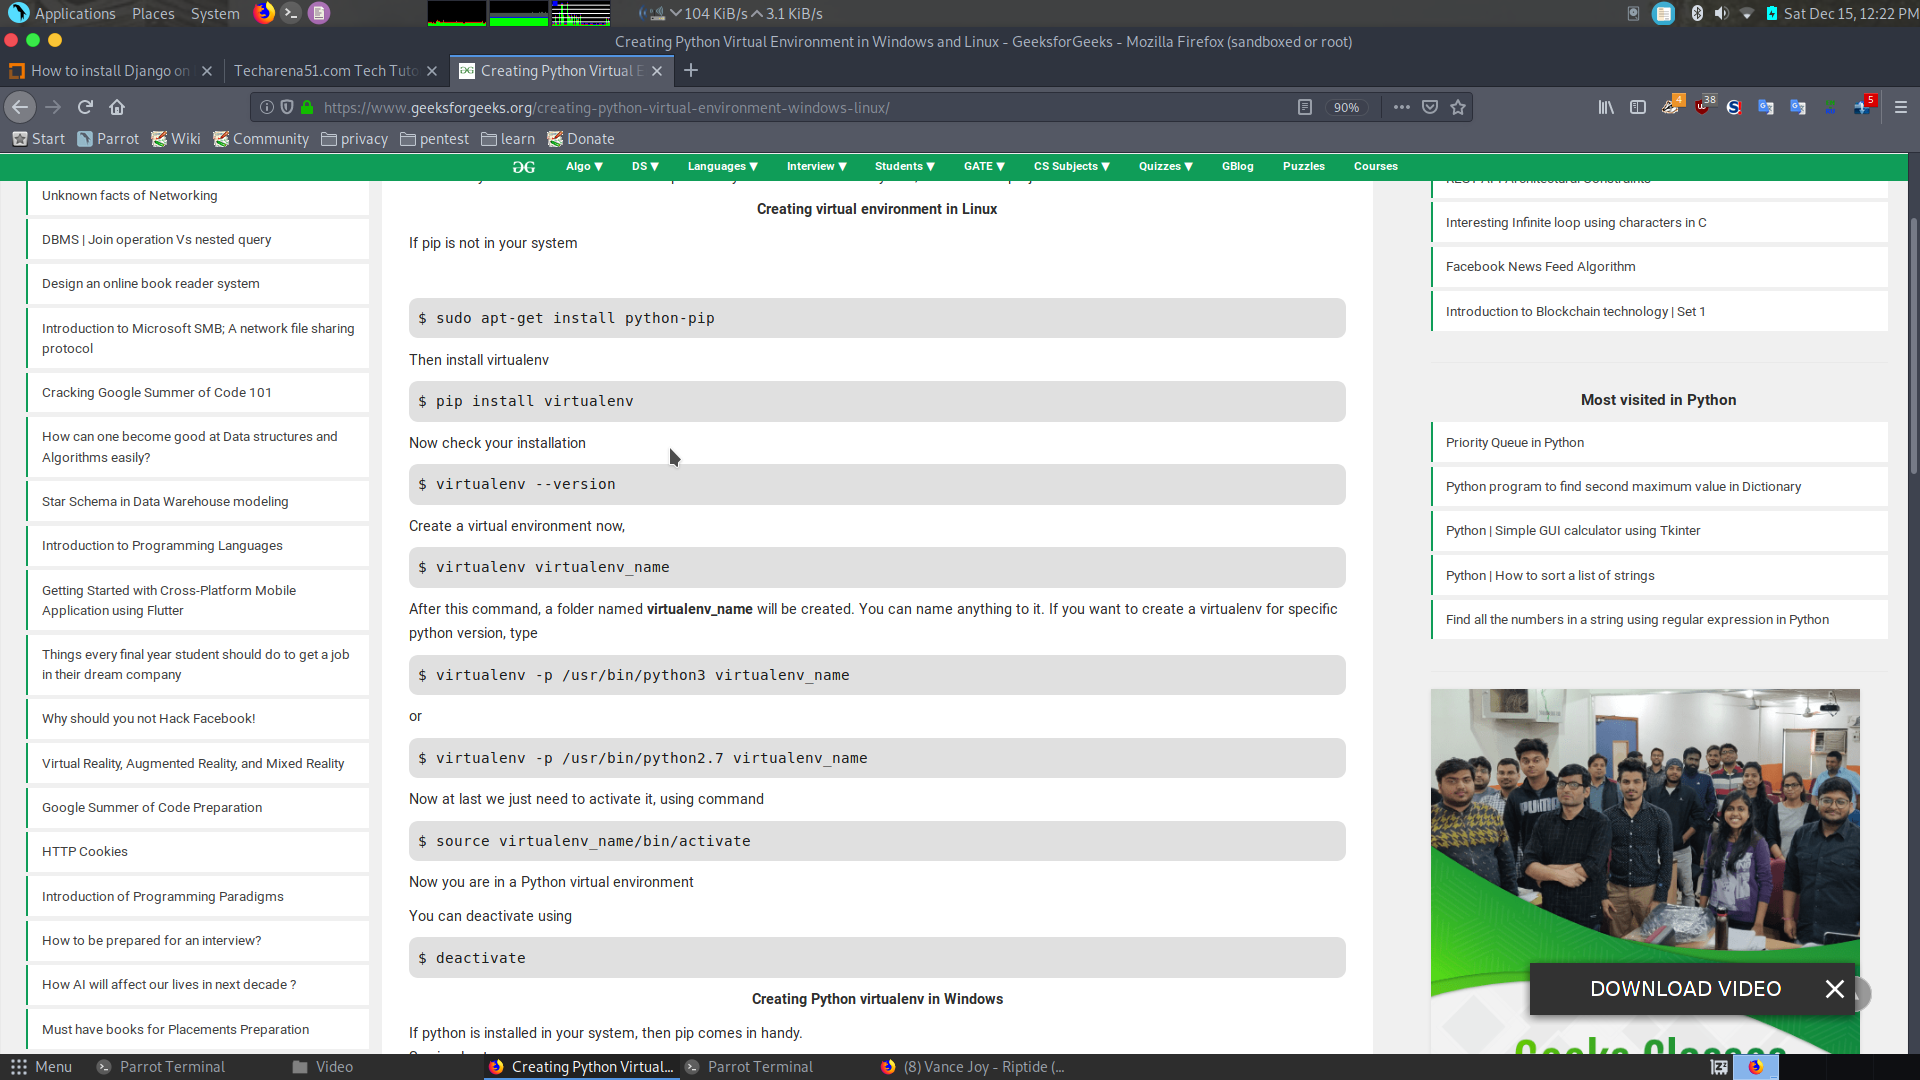 Applications Places System
104 KiB/s 3.1 KiB/s
Sat Dec 15, 12:22 PM
Creating Python Virtual Environment in Windows and Linux - GeeksforGeeks - Mozilla Firefox (sandboxed or root)
How to install Django on
Techarena51.com Tech Tuto
Creating Python Virtual E
https://www.geeksforgeeks.org/creating-python-virtual-environment-windows-linux/
90%
4
38
5
Start Parrot Wiki Community privacy pentest learn Donate
Algo ▼ DS ▼ Languages ▼ Interview ▼ Students ▼ GATE ▼ CS Subjects ▼ Quizzes ▼ GBlog Puzzles Courses
Unknown facts of Networking
DBMS | Join operation Vs nested query
Design an online book reader system
Introduction to Microsoft SMB; A network file sharing
protocol
Cracking Google Summer of Code 101
How can one become good at Data structures and
Algorithms easily?
Star Schema in Data Warehouse modeling
Introduction to Programming Languages
Getting Started with Cross-Platform Mobile
Application using Flutter
Things every final year student should do to get a job
in their dream company
Why should you not Hack Facebook!
Virtual Reality, Augmented Reality, and Mixed Reality
Google Summer of Code Preparation
HTTP Cookies
Introduction of Programming Paradigms
How to be prepared for an interview?
How AI will affect our lives in next decade ?
Must have books for Placements Preparation
Creating virtual environment in Linux
If pip is not in your system
$ sudo apt-get install python-pip
Then install virtualenv
$ pip install virtualenv
Now check your installation
$ virtualenv --version
Create a virtual environment now,
$ virtualenv virtualenv_name
After this command, a folder named virtualenv_name will be created. You can name anything to it. If you want to create a virtualenv for specific
python version, type
$ virtualenv -p /usr/bin/python3 virtualenv_name
or
$ virtualenv -p /usr/bin/python2.7 virtualenv_name
Now at last we just need to activate it, using command
$ source virtualenv_name/bin/activate
Now you are in a Python virtual environment
You can deactivate using
$ deactivate
Creating Python virtualenv in Windows
If python is installed in your system, then pip comes in handy.
REST API Architectural Constraints
Interesting Infinite loop using characters in C
Facebook News Feed Algorithm
Introduction to Blockchain technology | Set 1
Most visited in Python
Priority Queue in Python
Python program to find second maximum value in Dictionary
Python | Simple GUI calculator using Tkinter
Python | How to sort a list of strings
Find all the numbers in a string using regular expression in Python
PUMA
DOWNLOAD VIDEO
Geeks Classes
Menu
Parrot Terminal
Video
Creating Python Virtual...
Parrot Terminal
(8) Vance Joy - Riptide (...